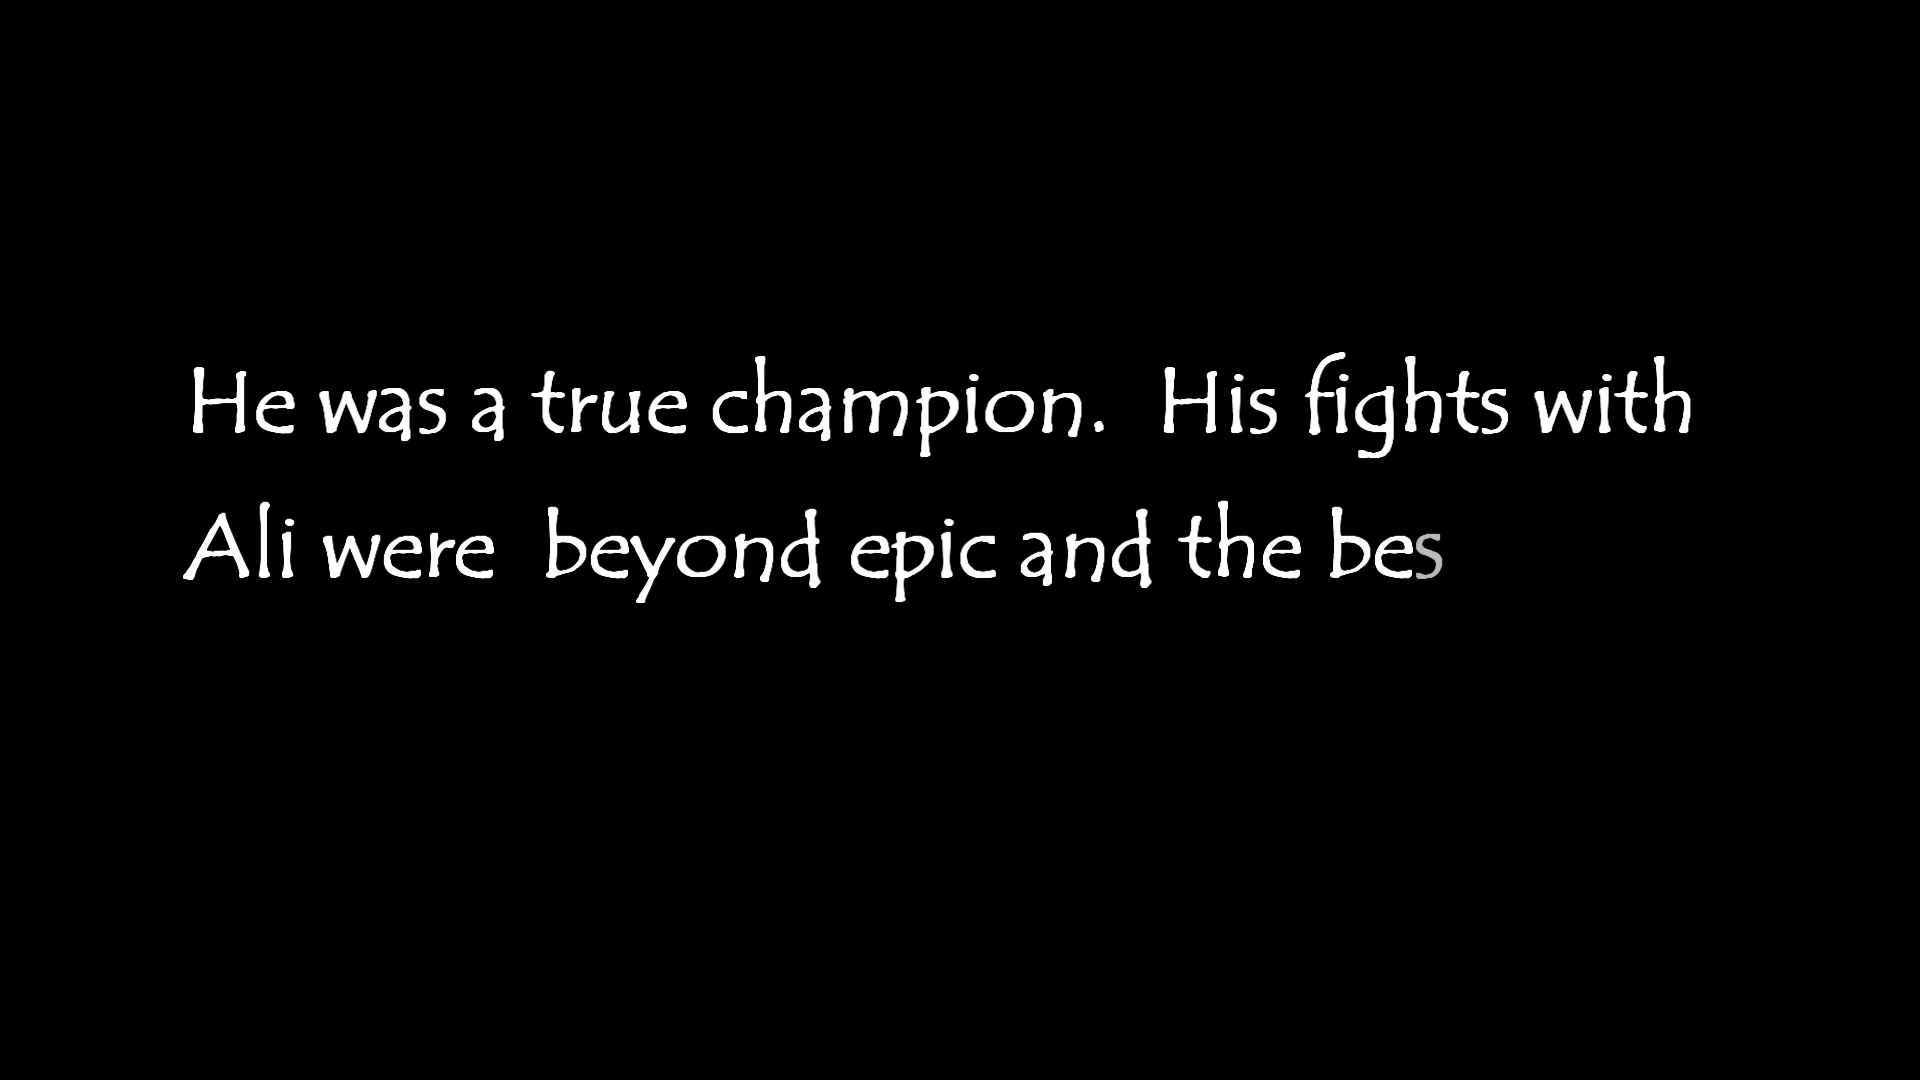 He was a true champion.  His fights with
Ali were  beyond epic and the bes